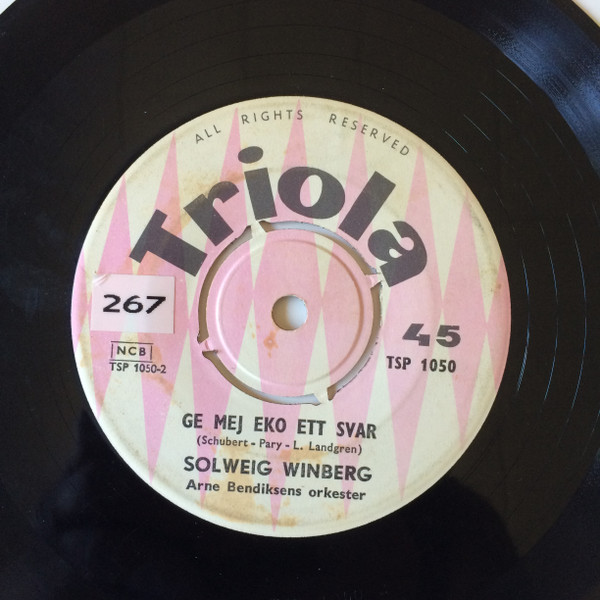 ALL RIGHTS RESERVED
Triola
267
45
NCB
TSP 1050-2
TSP 1050
GE MEJ EKO ETT SVAR
(Schubert - Pary - L. Landgren)
SOLWEIG WINBERG
Arne Bendiksens orkester